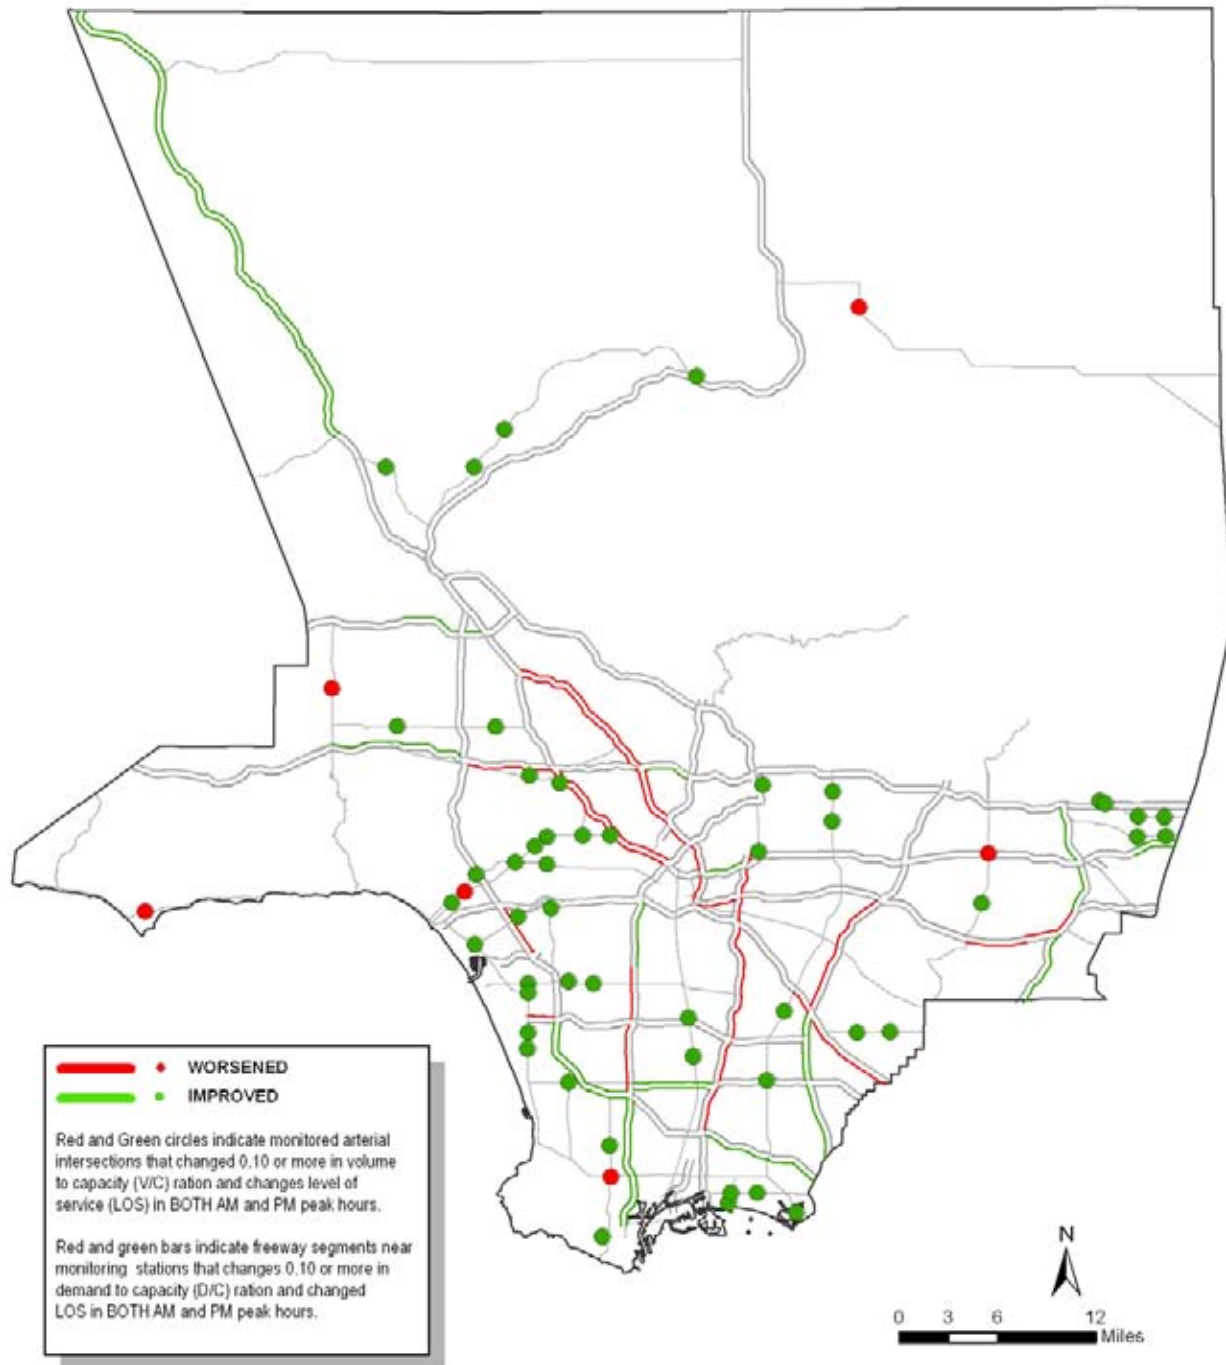 WORSENED
IMPROVED
Red and Green circles indicate monitored arterial
intersections that changed 0.10 or more in volume
to capacity (V/C) ration and changes level of
service (LOS) in BOTH AM and PM peak hours.
Red and green bars indicate freeway segments near
monitoring stations that changes 0.10 or more in
demand to capacity (D/C) ration and changed
LOS in BOTH AM and PM peak hours.
N
0 3 6 12
Miles